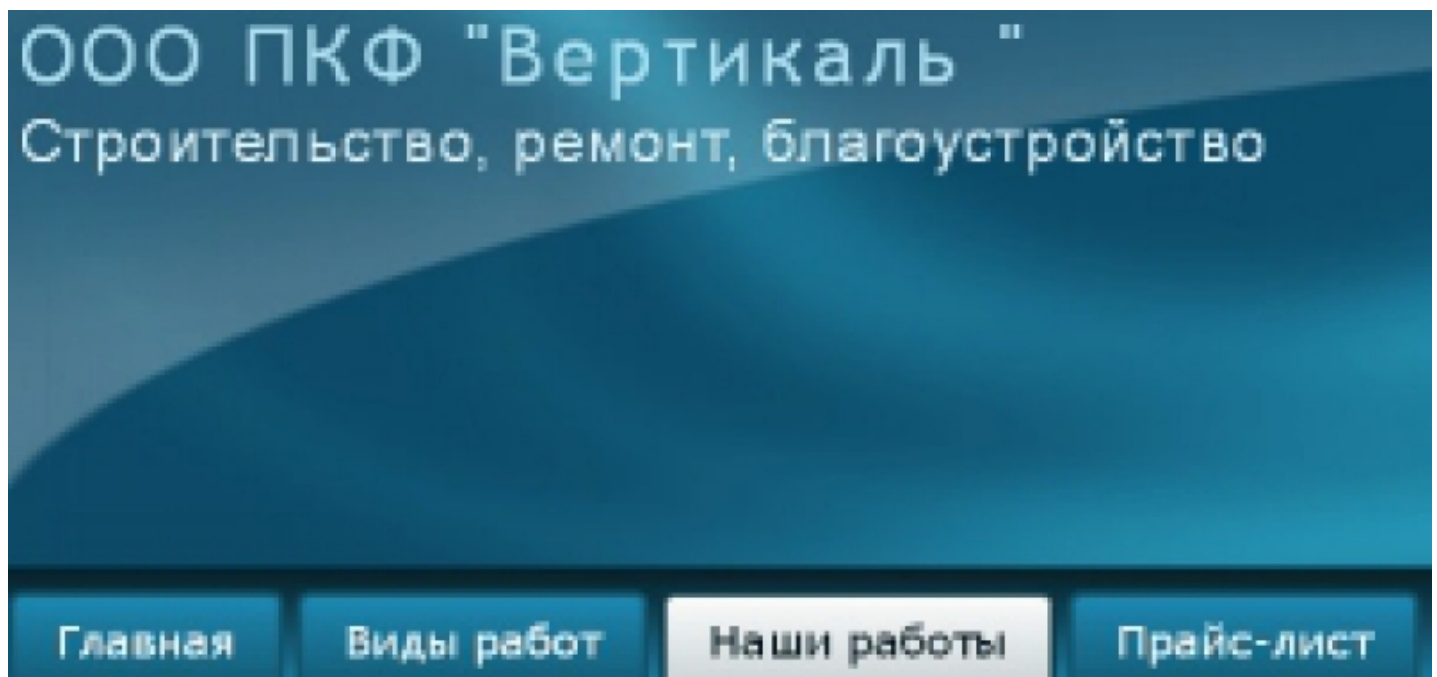 ООО ПКФ "Вертикаль "
Строительство, ремонт, благоустройство
Главная Виды работ Наши работы Прайс-лист